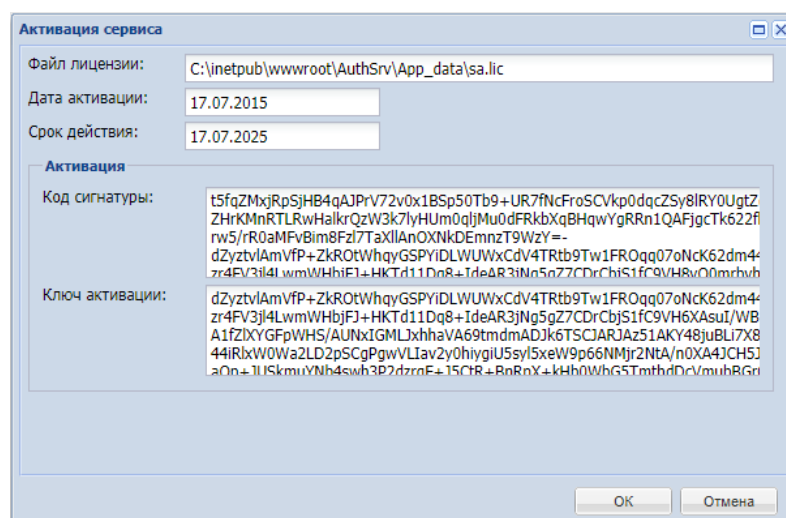 Активация сервиса
Файл лицензии: C:\inetpub\wwwroot\AuthSrv\App_data\sa.lic
Дата активации: 17.07.2015
Срок действия: 17.07.2025
Активация
Код сигнатуры: t5fqZMxjRpSjHB4qAJPrV72v0x1BSp50Tb9+UR7fNcFroSCVkp0dqcZSy8lRY0UgtZ
ZHrKMnRTLRwHalkrQzW3k7lyHUm0qljMu0dFRkbXqBHqwYgRRn1QAFjgcTk622fl
rw5/rR0aMFvBim8Fzl7TaXllAnOXNkDEmnzT9WzY=-
dZyztvlAmVfP+ZkROtWhqyGSPYiDLWUWxCdV4TRtb9Tw1FROqq07oNcK62dm44
Ключ активации: dZyztvlAmVfP+ZkROtWhqyGSPYiDLWUWxCdV4TRtb9Tw1FROqq07oNcK62dm44
zr4FV3jl4LwmWHbjFJ+HKTd11Dq8+IdeAR3jNg5gZ7CDrCbjS1fC9VH6XAsuI/WB
A1fZlXYGFpWHS/AUNxIGMLJxhhaVA69tmdmADJk6TSCJARJAz51AKY48juBLi7X8
44iRlxW0Wa2LD2pSCgPgwVLIav2y0hiygiU5syl5xeW9p66NMjr2NtA/n0XA4JCH5J
ОК Отмена